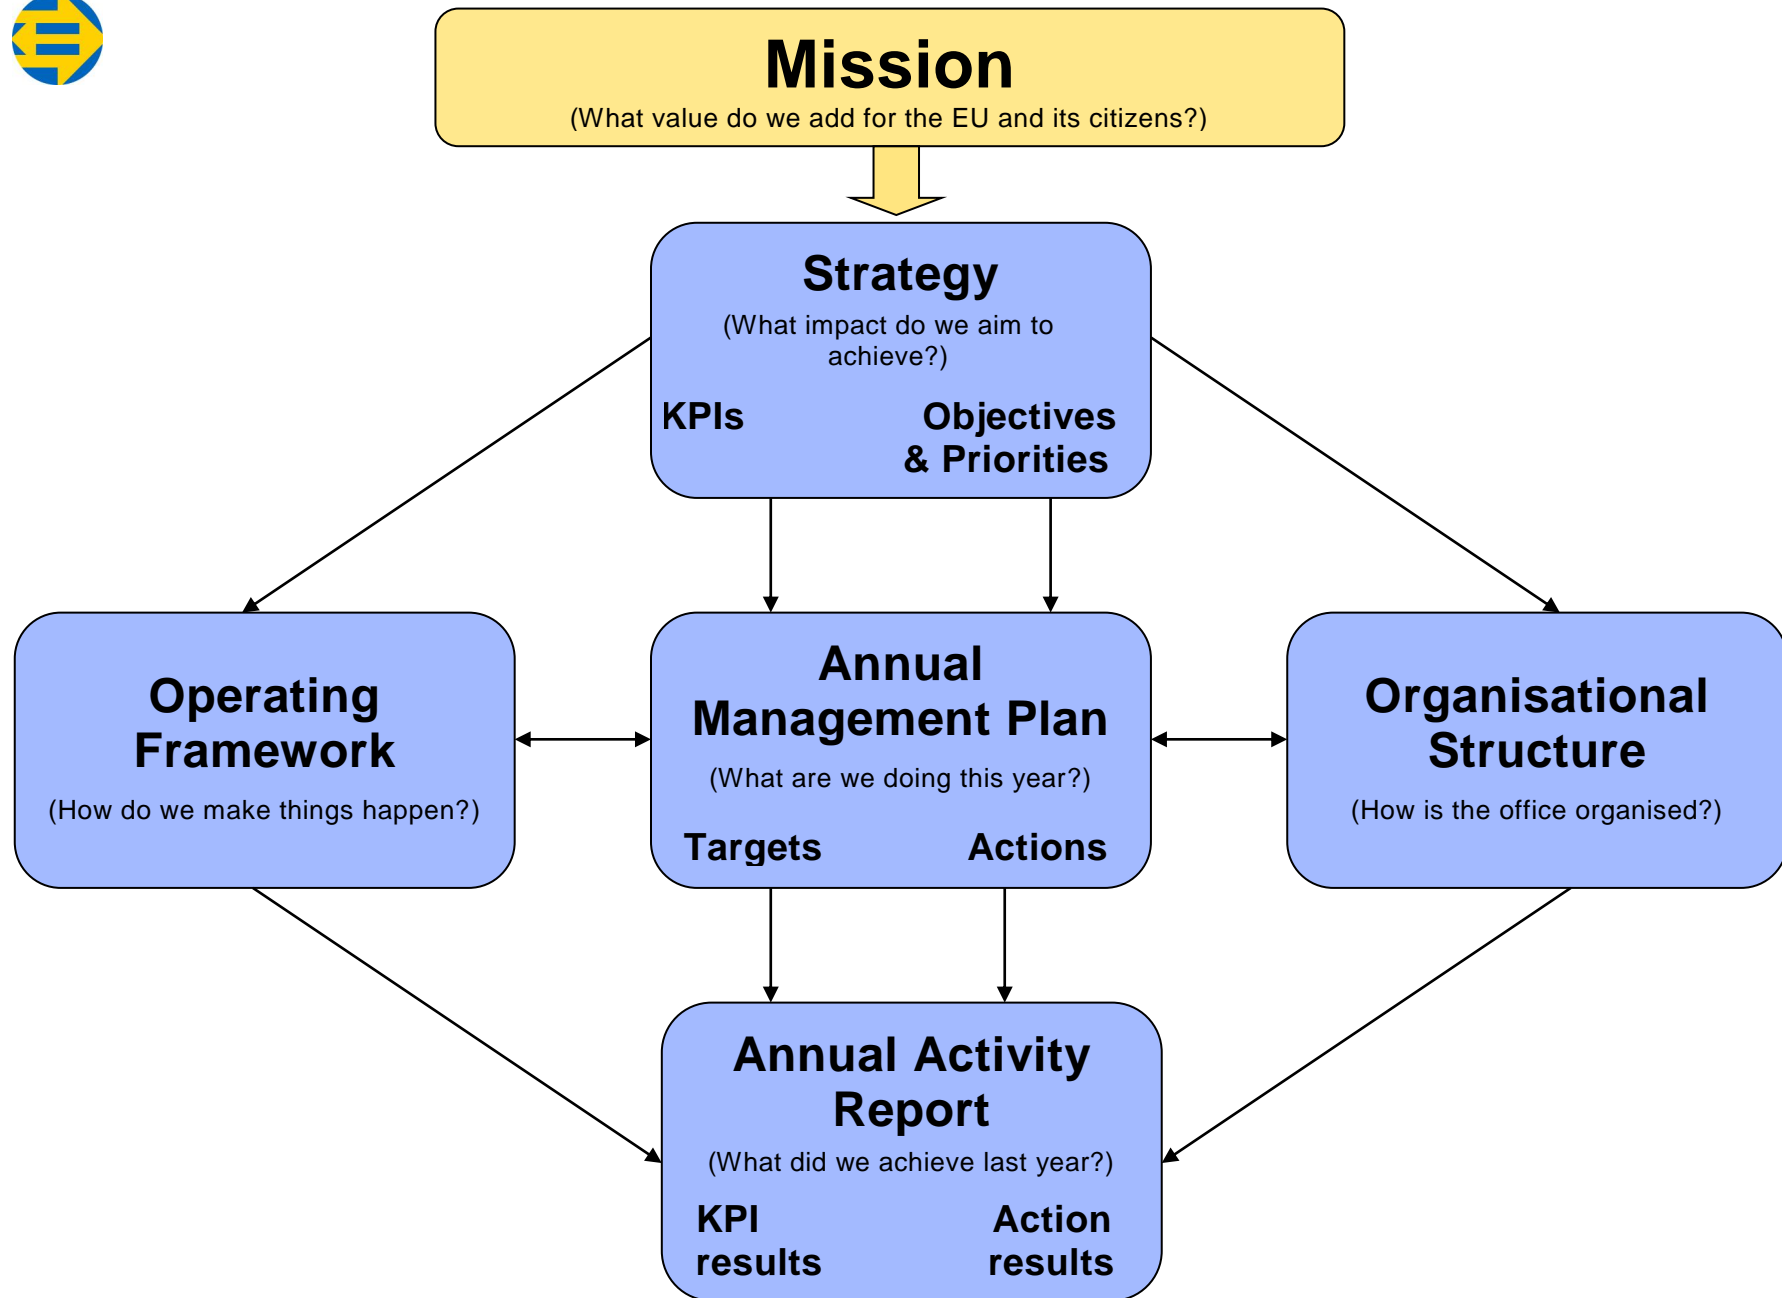 Mission
(What value do we add for the EU and its citizens?)
Strategy
(What impact do we aim to
achieve?)
KPIs Objectives
& Priorities
Operating
Framework
(How do we make things happen?)
Annual
Management Plan
(What are we doing this year?)
Targets Actions
Organisational
Structure
(How is the office organised?)
Annual Activity
Report
(What did we achieve last year?)
KPI Action
results results